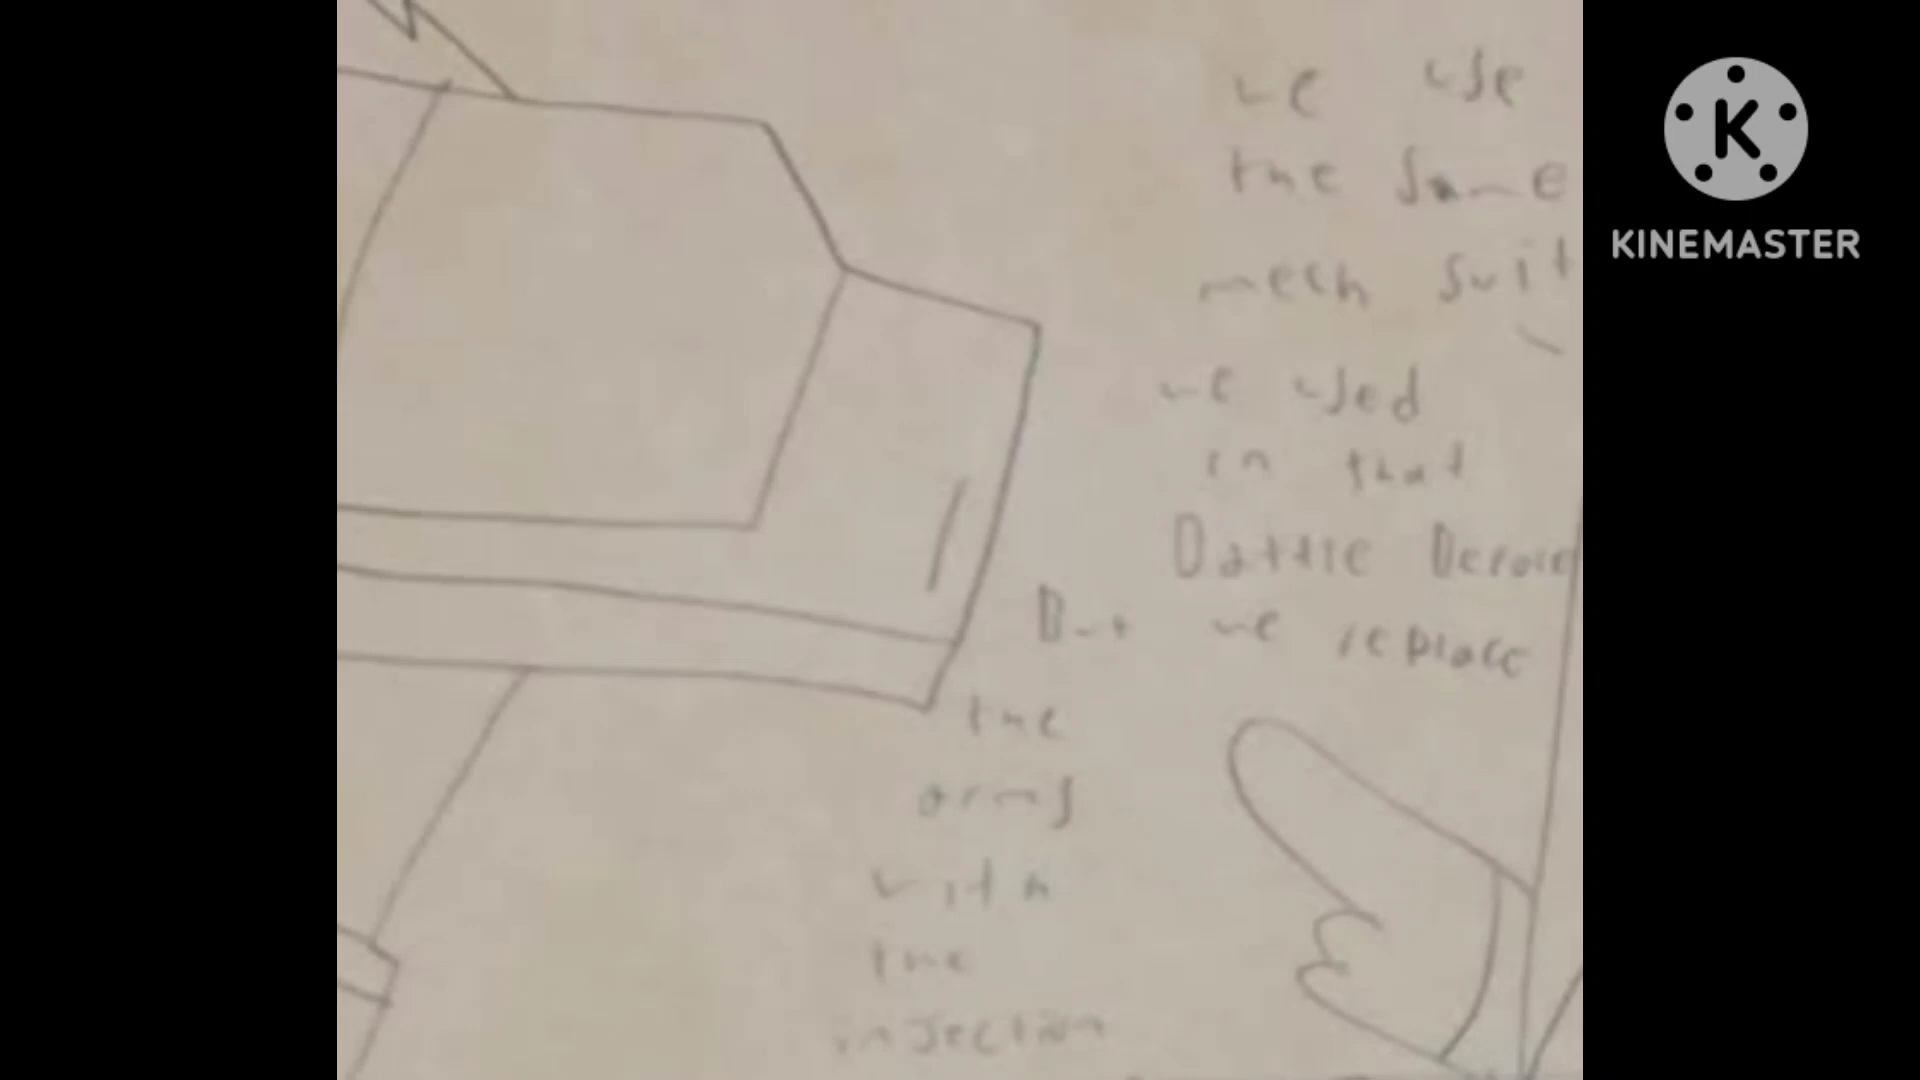 we use
the same
mech suit
we used
in that
Battle Before
But we replace
the
arms
with
the
injection
KINEMASTER